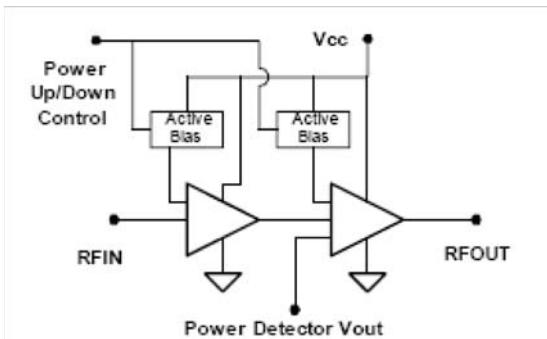 Power
Up/Down
Control
Vcc
Active
Bias
Active
Bias
RFIN
RFOUT
Power Detector Vout